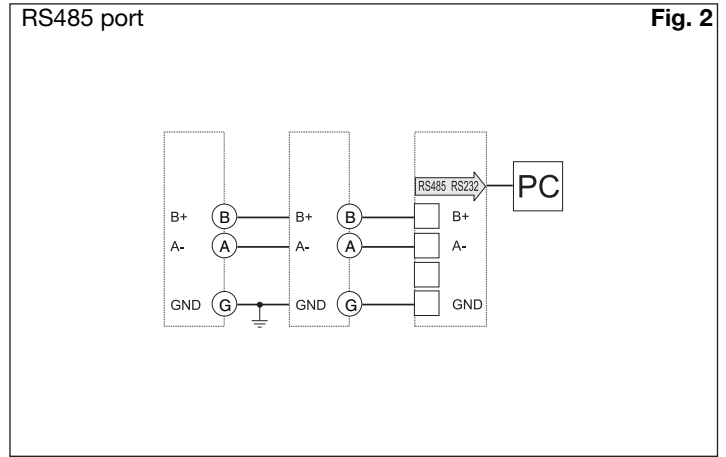 RS485 port Fig. 2
RS485 RS232 PC
B+ B B+ B B+
A- A A- A A-
GND G GND G GND